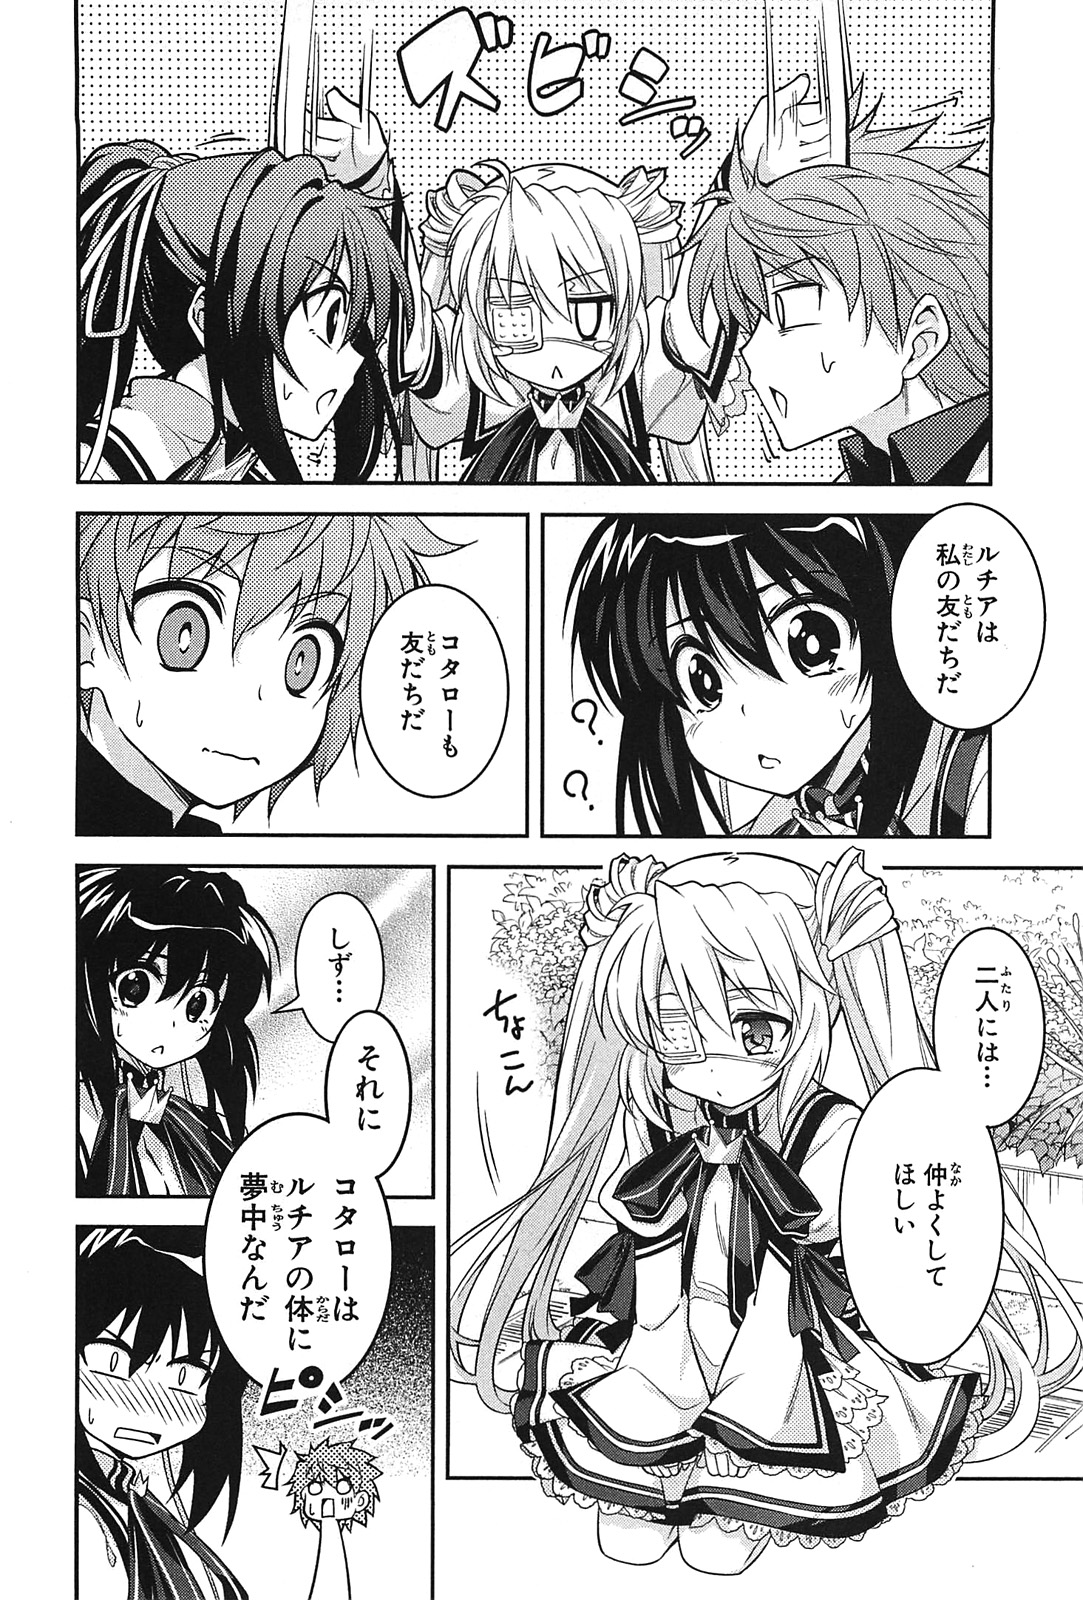 ズビシッ
ルチアは
私の友だちだ
?
?
コタローも
友だちだ
二人には…
仲よくして
ほしい
ちょこん
しず…
それに
コタローは
ルチアの体に
夢中なんだ
ピシッ